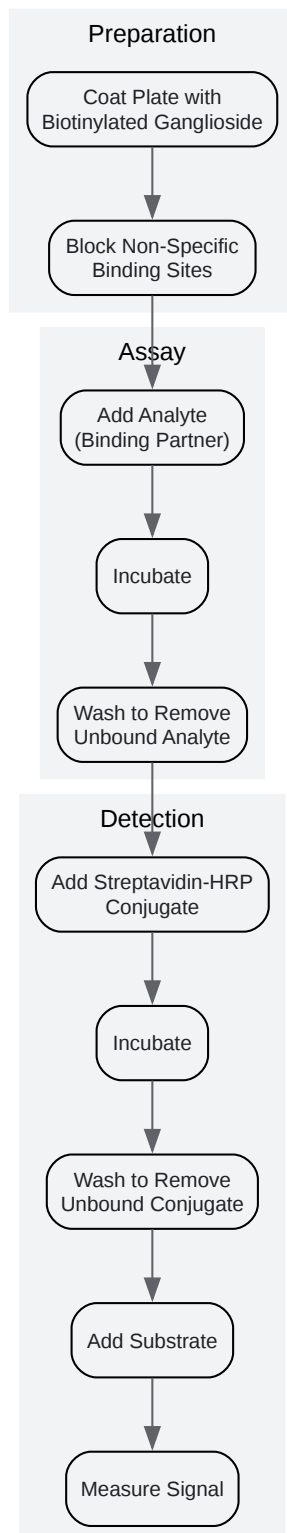 Preparation
Coat Plate with
Biotinylated Ganglioside
Block Non-Specific
Binding Sites
Assay
Add Analyte
(Binding Partner)
Incubate
Wash to Remove
Unbound Analyte
Detection
Add Streptavidin-HRP
Conjugate
Incubate
Wash to Remove
Unbound Conjugate
Add Substrate
Measure Signal